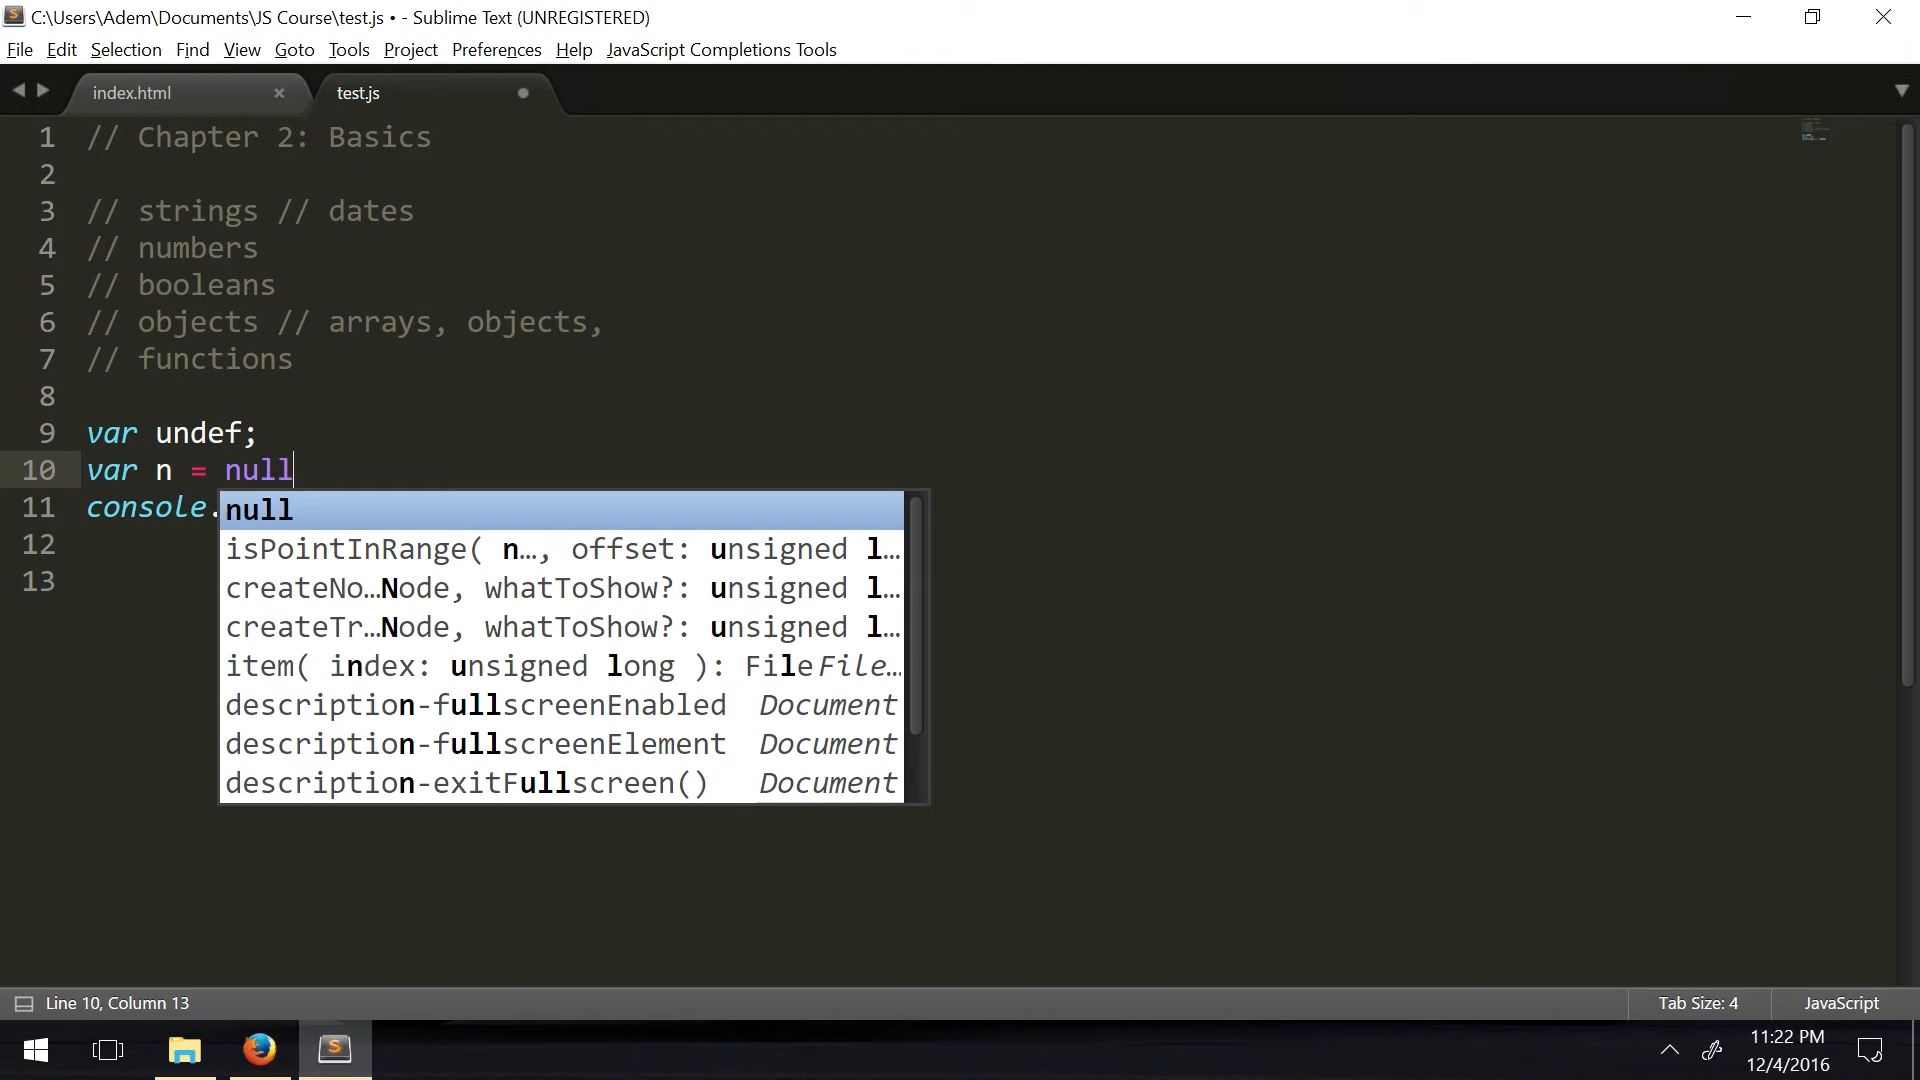 C:\Users\Adem\Documents\JS Course\test.js • - Sublime Text (UNREGISTERED)
File Edit Selection Find View Goto Tools Project Preferences Help JavaScript Completions Tools
index.html × test.js
1 // Chapter 2: Basics
2
3 // strings // dates
4 // numbers
5 // booleans
6 // objects // arrays, objects,
7 // functions
8
9 var undef;
10 var n = null
11 console.
12
13
null
isPointInRange( n…, offset: unsigned l…
createNo…Node, whatToShow?: unsigned l…
createTr…Node, whatToShow?: unsigned l…
item( index: unsigned long ): File File…
description-fullscreenEnabled Document
description-fullscreenElement Document
description-exitFullscreen() Document
Line 10, Column 13 Tab Size: 4 JavaScript
11:22 PM
12/4/2016